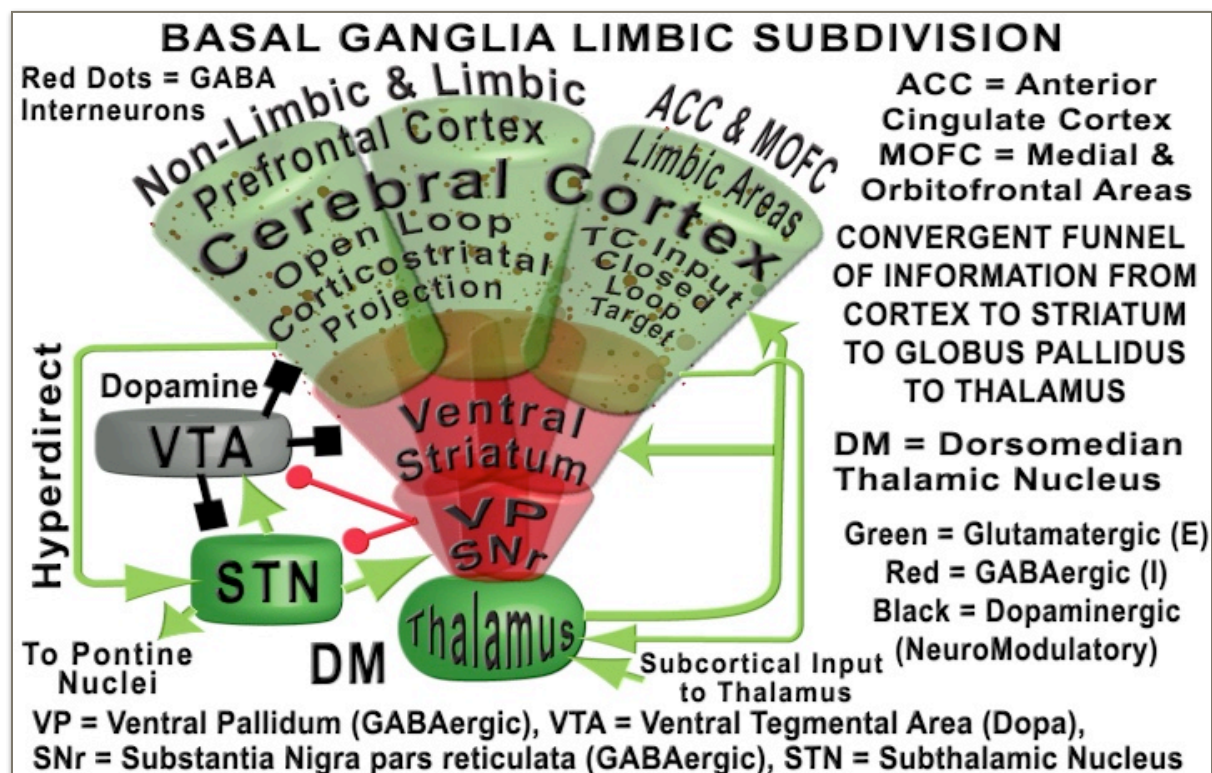 BASAL GANGLIA LIMBIC SUBDIVISION
Red Dots = GABA
Interneurons
Non-Limbic & Limbic
Prefrontal Cortex
ACC & MOFC
Limbic Areas
Cerebral Cortex
Open Loop
Corticostriatal
Projection
TC Input
Closed
Loop
Target
ACC = Anterior
Cingulate Cortex
MOFC = Medial &
Orbitofrontal Areas
CONVERGENT FUNNEL
OF INFORMATION FROM
CORTEX TO STRIATUM
TO GLOBUS PALLIDUS
TO THALAMUS
Hyperdirect
Dopamine
VTA
Ventral
Striatum
VP
SNr
STN
Thalamus
DM
DM = Dorsomedian
Thalamic Nucleus
Green = Glutamatergic (E)
Red = GABAergic (I)
Black = Dopaminergic
(NeuroModulatory)
To Pontine
Nuclei
Subcortical Input
to Thalamus
VP = Ventral Pallidum (GABAergic), VTA = Ventral Tegmental Area (Dopa),
SNr = Substantia Nigra pars reticulata (GABAergic), STN = Subthalamic Nucleus